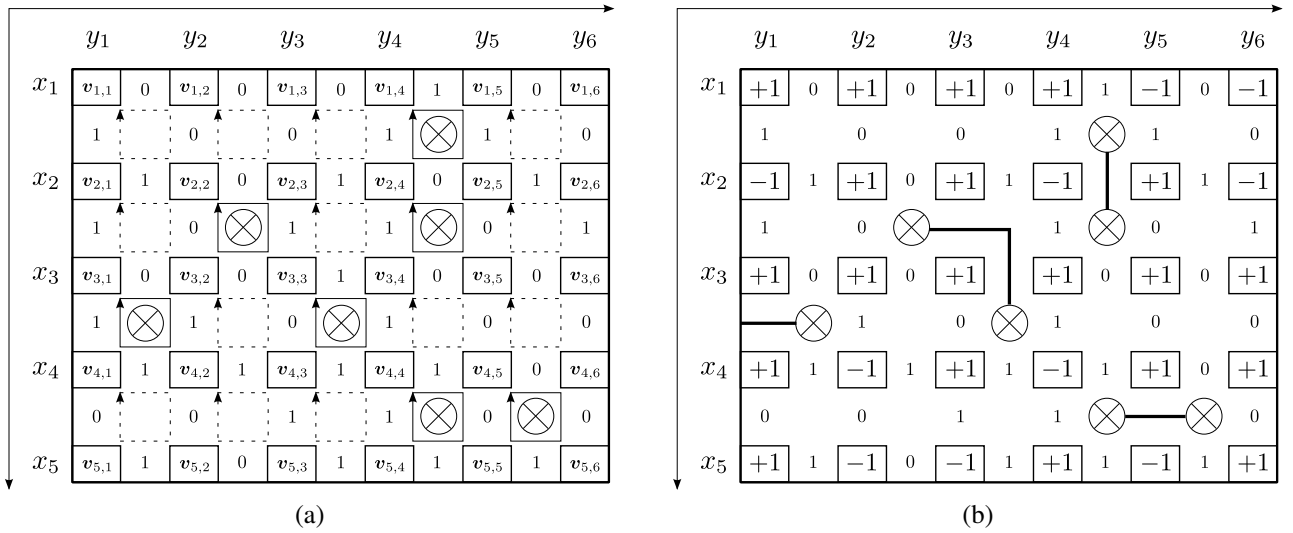 y₁ y₂ y₃ y₄ y₅ y₆
x₁ v₁,₁ 0 v₁,₂ 0 v₁,₃ 0 v₁,₄ 1 v₁,₅ 0 v₁,₆
1 0 0 1 1 0
x₂ v₂,₁ 1 v₂,₂ 0 v₂,₃ 1 v₂,₄ 0 v₂,₅ 1 v₂,₆
1 0 1 1 0 1
x₃ v₃,₁ 0 v₃,₂ 0 v₃,₃ 1 v₃,₄ 0 v₃,₅ 0 v₃,₆
1 1 0 1 0 0
x₄ v₄,₁ 1 v₄,₂ 1 v₄,₃ 1 v₄,₄ 1 v₄,₅ 0 v₄,₆
0 0 1 1 0 0
x₅ v₅,₁ 1 v₅,₂ 0 v₅,₃ 1 v₅,₄ 1 v₅,₅ 1 v₅,₆
(a)
y₁ y₂ y₃ y₄ y₅ y₆
x₁ +1 0 +1 0 +1 0 +1 1 −1 0 −1
1 0 0 1 1 0
x₂ −1 1 +1 0 +1 1 −1 +1 1 −1
1 0 1 0 1
x₃ +1 0 +1 0 +1 +1 0 +1 0 +1
1 0 1 0 0
x₄ +1 1 −1 1 +1 1 −1 1 +1 0 +1
0 0 1 1 0
x₅ +1 1 −1 0 −1 1 +1 1 −1 1 +1
(b)